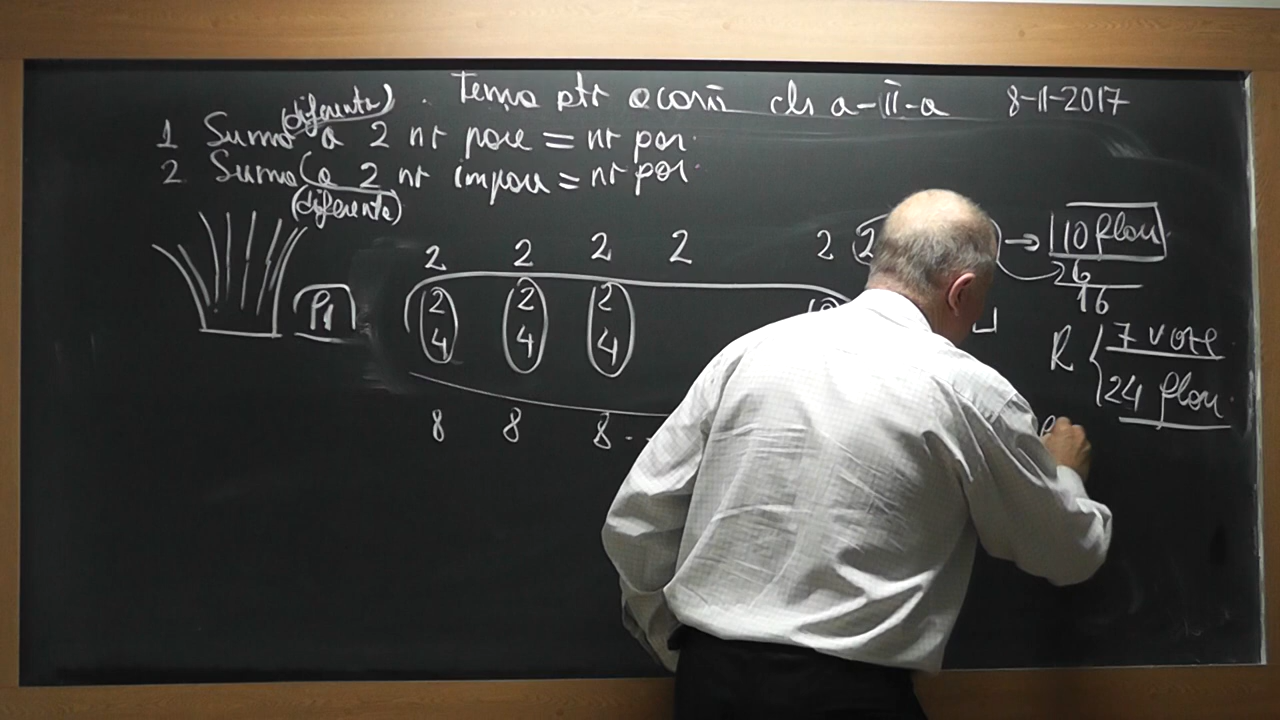 Tema ptr acasă cls a-II-a 8-11-2017
(diferența)
1 Suma a 2 nr pare = nr par.
2 Suma (a 2 nr impare = nr par.
(diferența)
2 2 2 2 2 2 → 10 flori
26
16
P1
2 2 2
4 4 4
R { 7 vaze
24 flori
8 8 8 . .